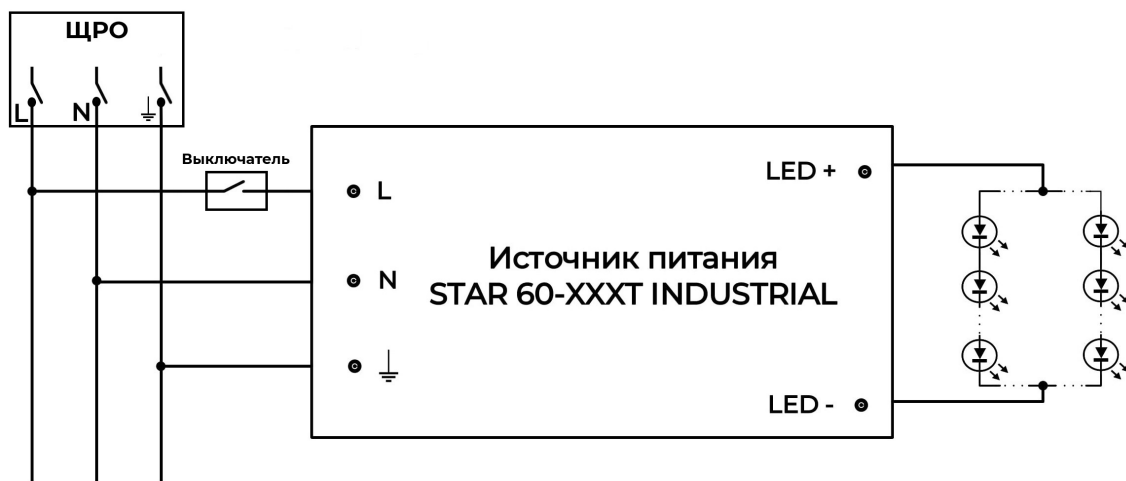 ЩРО
L
N
Выключатель
L
LED +
Источник питания
N
STAR 60-XXXT INDUSTRIAL
LED -